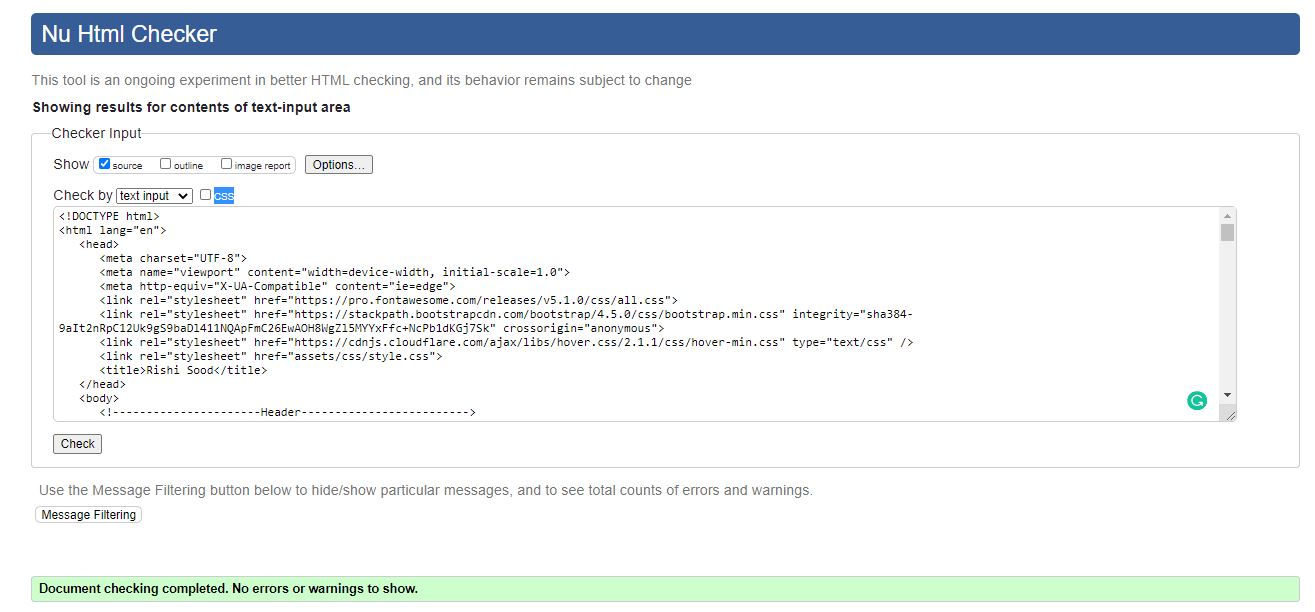 Nu Html Checker
This tool is an ongoing experiment in better HTML checking, and its behavior remains subject to change
Showing results for contents of text-input area
Checker Input
Show source outline image report Options...
Check by text input css
<!DOCTYPE html>
<html lang="en">
<head>
<meta charset="UTF-8">
<meta name="viewport" content="width=device-width, initial-scale=1.0">
<meta http-equiv="X-UA-Compatible" content="ie=edge">
<link rel="stylesheet" href="https://pro.fontawesome.com/releases/v5.1.0/css/all.css">
<link rel="stylesheet" href="https://stackpath.bootstrapcdn.com/bootstrap/4.5.0/css/bootstrap.min.css" integrity="sha384-
9aIt2nRpC12Uk9gS9baDl411NQApFmC26EwAOH8WgZl5MYYxFfc+NcPb1dKGj7Sk" crossorigin="anonymous">
<link rel="stylesheet" href="https://cdnjs.cloudflare.com/ajax/libs/hover.css/2.1.1/css/hover-min.css" type="text/css" />
<link rel="stylesheet" href="assets/css/style.css">
<title>Rishi Sood</title>
</head>
<body>
<!----------------------Header------------------------->
Check
Use the Message Filtering button below to hide/show particular messages, and to see total counts of errors and warnings.
Message Filtering
Document checking completed. No errors or warnings to show.